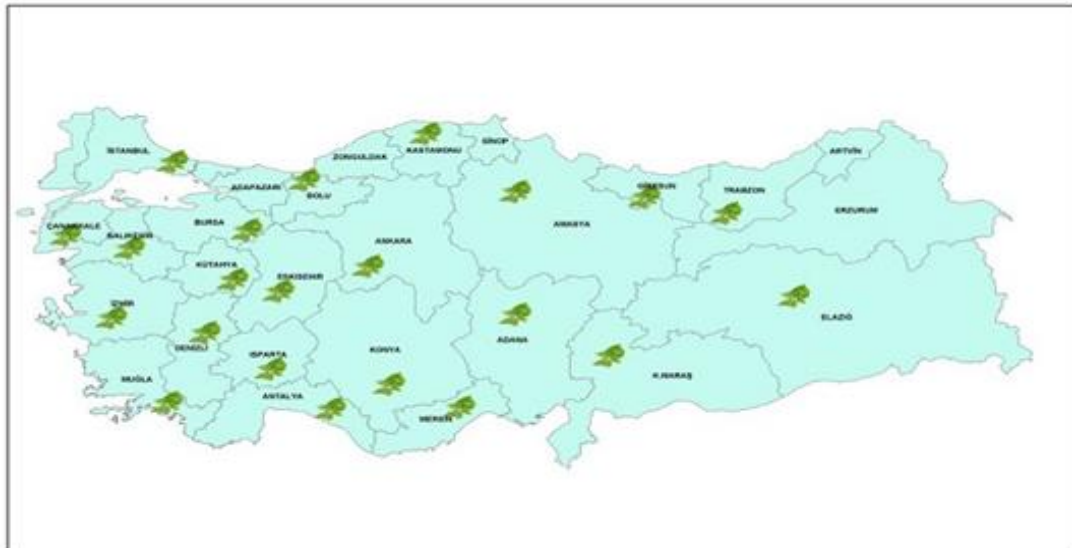 İSTANBUL
ZONGULDAK
KASTAMONU
SİNOP
ADAPAZARI
BOLU
GİRESUN
TRABZON
ARTVİN
ERZURUM
ÇANAKKALE
BALIKESİR
BURSA
ANKARA
AMASYA
KÜTAHYA
ESKİSEHİR
İZMİR
DENİZLİ
ISPARTA
KONYA
ADANA
ELAZIĞ
MUĞLA
ANTALYA
MERSİN
K.MARAŞ